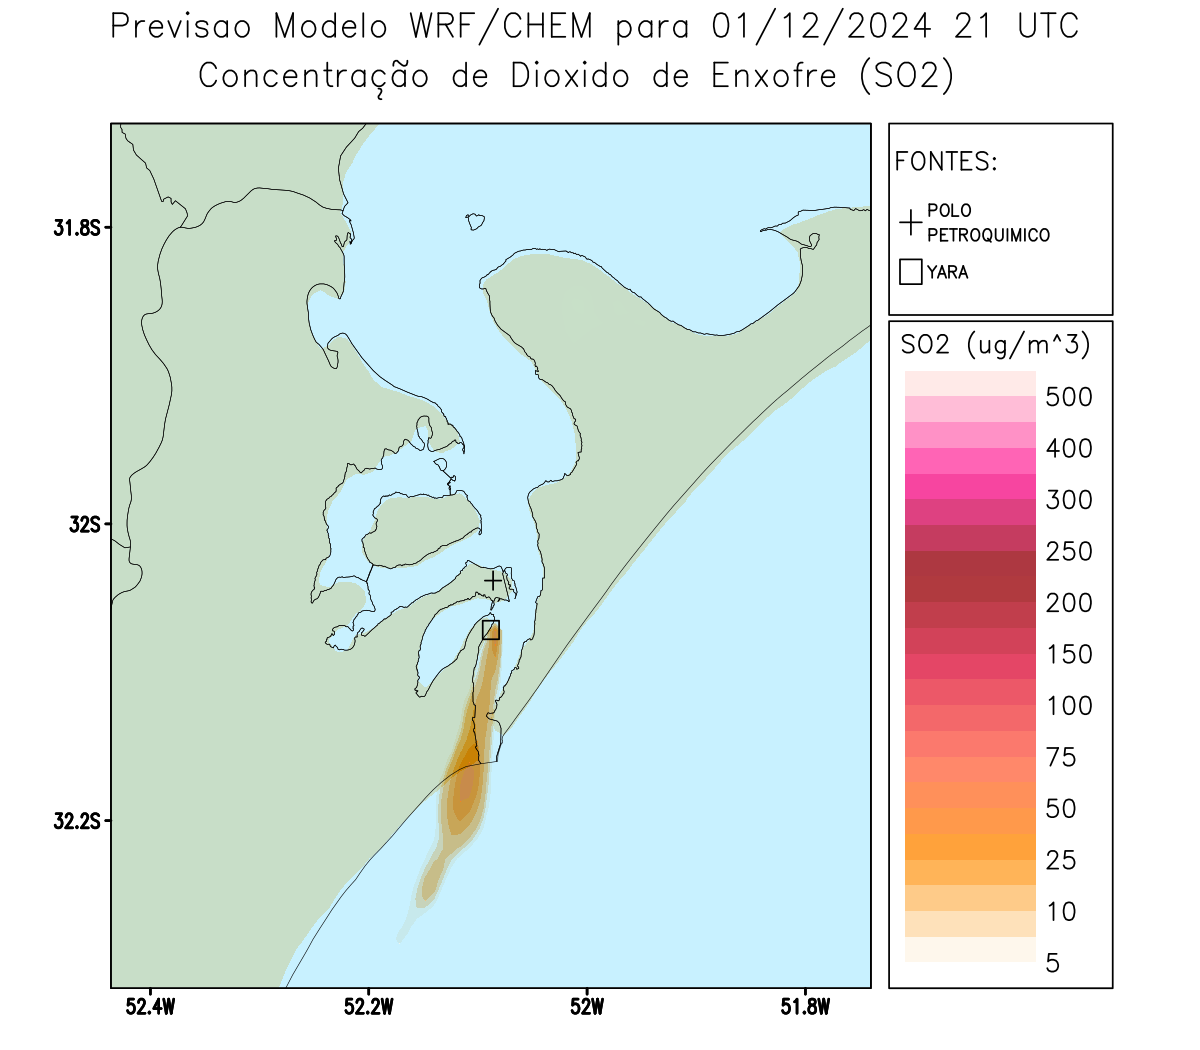 Previsao Modelo WRF/CHEM para 01/12/2024 21 UTC
Concentração de Dioxido de Enxofre (SO2)
FONTES:
POLO
PETROQUIMICO
YARA
SO2 (ug/m^3)
500
400
300
250
200
150
100
75
50
25
10
5
31.8S
32S
32.2S
52.4W
52.2W
52W
51.8W